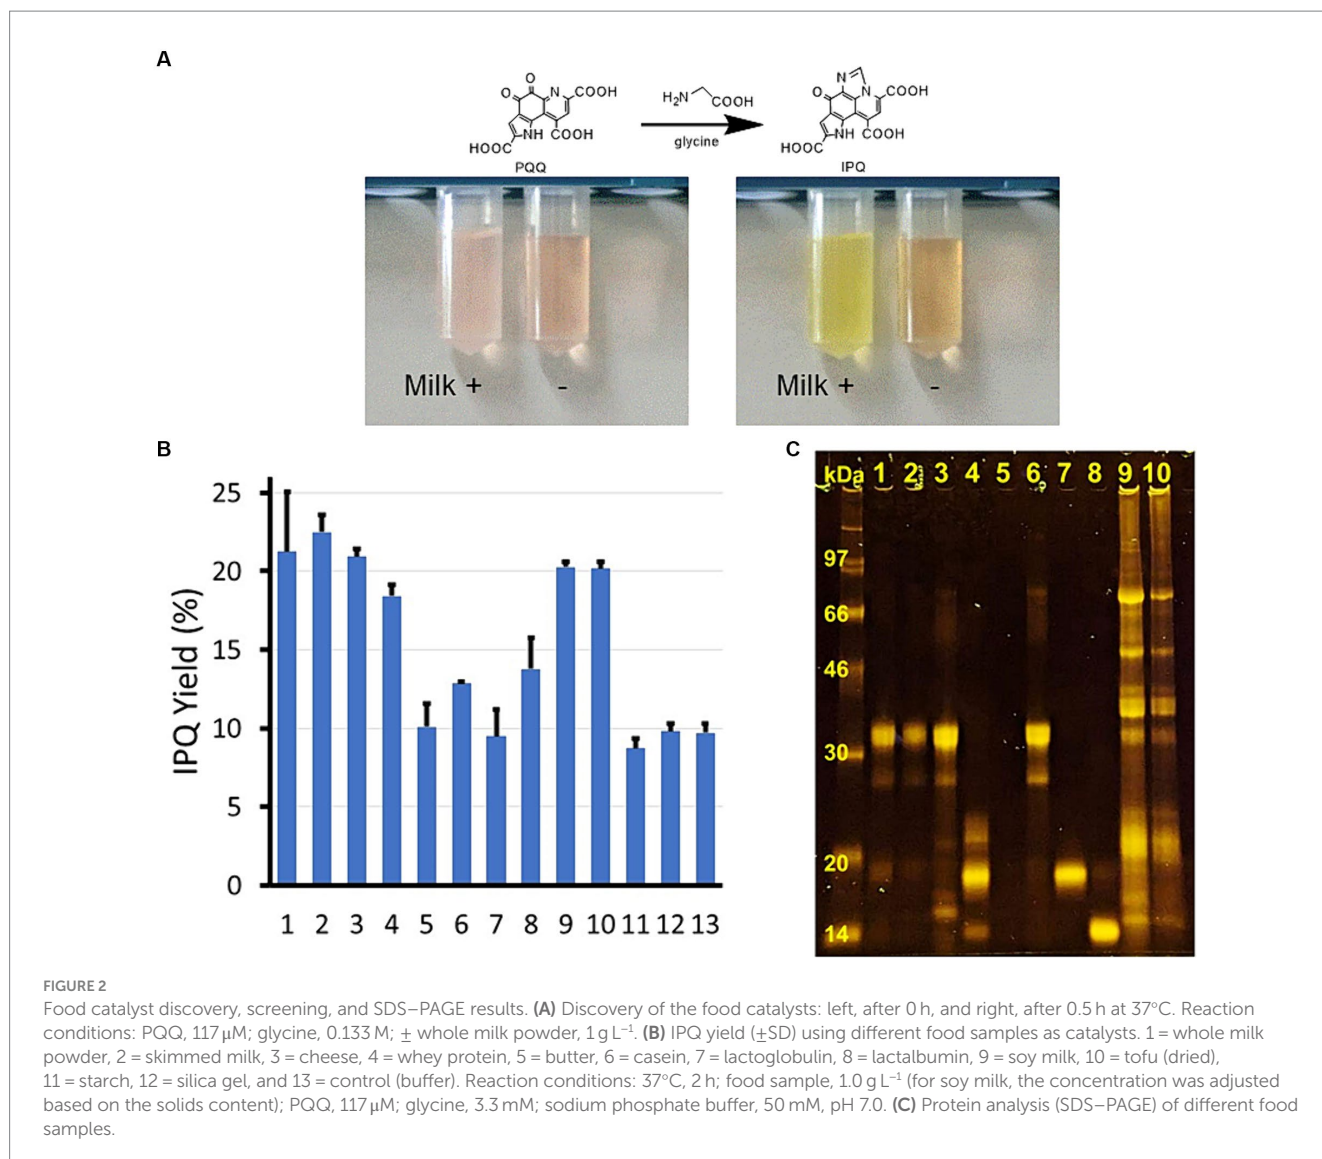 A
O
O
N
COOH
NH
COOH
HOOC
PQQ
H₂N
COOH
glycine
N
O
N
COOH
NH
COOH
HOOC
IPQ
Milk + -
Milk + -
B
IPQ Yield (%)
25
20
15
10
5
0
1 2 3 4 5 6 7 8 9 10 11 12 13
C
kDa 1 2 3 4 5 6 7 8 9 10
97
66
46
30
20
14
FIGURE 2
Food catalyst discovery, screening, and SDS–PAGE results. (A) Discovery of the food catalysts: left, after 0 h, and right, after 0.5 h at 37°C. Reaction
conditions: PQQ, 117 μM; glycine, 0.133 M; ± whole milk powder, 1 g L⁻¹. (B) IPQ yield (±SD) using different food samples as catalysts. 1 = whole milk
powder, 2 = skimmed milk, 3 = cheese, 4 = whey protein, 5 = butter, 6 = casein, 7 = lactoglobulin, 8 = lactalbumin, 9 = soy milk, 10 = tofu (dried),
11 = starch, 12 = silica gel, and 13 = control (buffer). Reaction conditions: 37°C, 2 h; food sample, 1.0 g L⁻¹ (for soy milk, the concentration was adjusted
based on the solids content); PQQ, 117 μM; glycine, 3.3 mM; sodium phosphate buffer, 50 mM, pH 7.0. (C) Protein analysis (SDS–PAGE) of different food
samples.